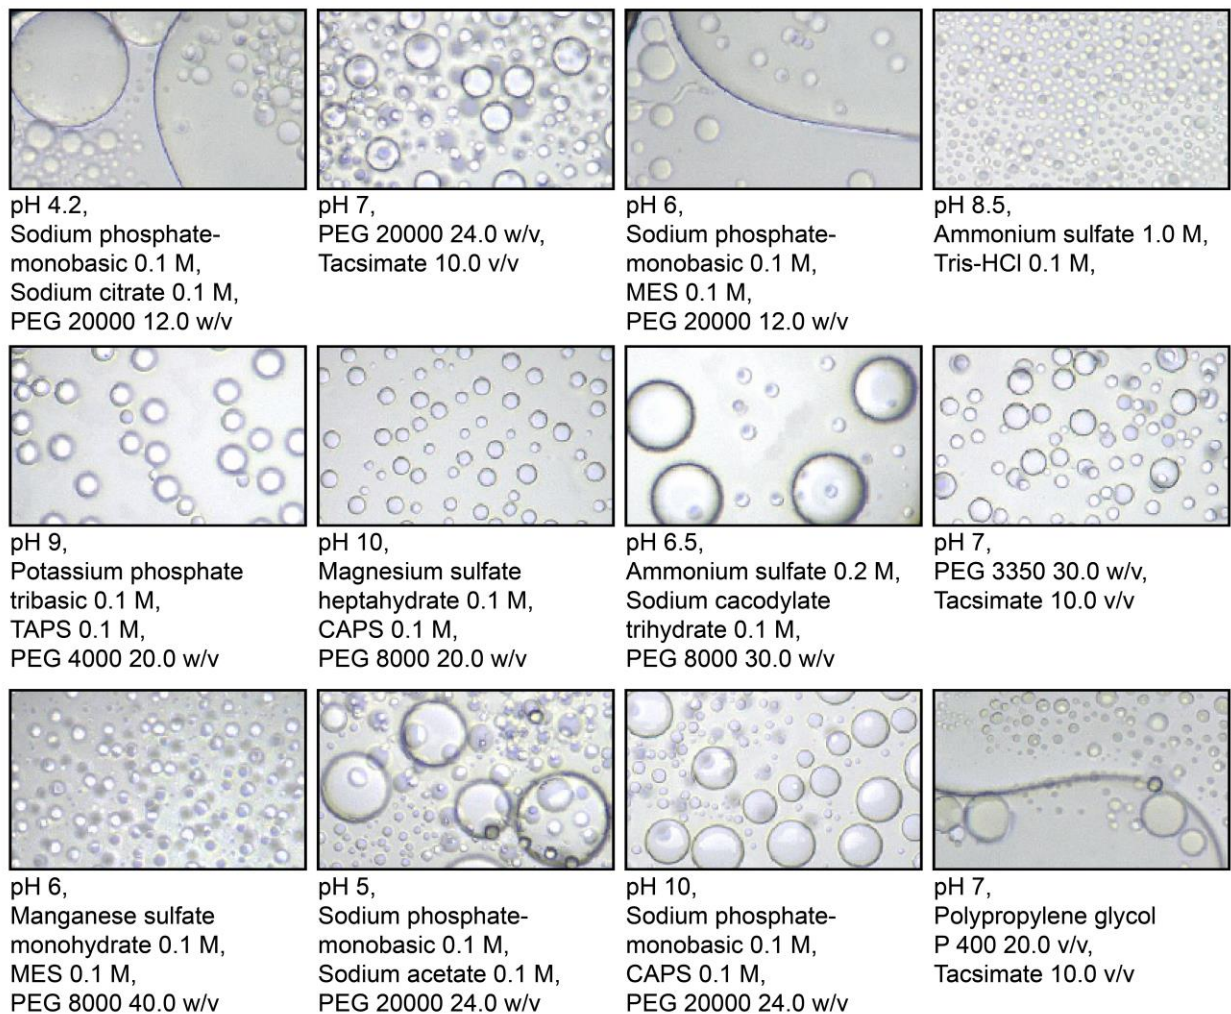 pH 4.2,
Sodium phosphate-
monobasic 0.1 M,
Sodium citrate 0.1 M,
PEG 20000 12.0 w/v
pH 7,
PEG 20000 24.0 w/v,
Tacsimate 10.0 v/v
pH 6,
Sodium phosphate-
monobasic 0.1 M,
MES 0.1 M,
PEG 20000 12.0 w/v
pH 8.5,
Ammonium sulfate 1.0 M,
Tris-HCl 0.1 M,
pH 9,
Potassium phosphate
tribasic 0.1 M,
TAPS 0.1 M,
PEG 4000 20.0 w/v
pH 10,
Magnesium sulfate
heptahydrate 0.1 M,
CAPS 0.1 M,
PEG 8000 20.0 w/v
pH 6.5,
Ammonium sulfate 0.2 M,
Sodium cacodylate
trihydrate 0.1 M,
PEG 8000 30.0 w/v
pH 7,
PEG 3350 30.0 w/v,
Tacsimate 10.0 v/v
pH 6,
Manganese sulfate
monohydrate 0.1 M,
MES 0.1 M,
PEG 8000 40.0 w/v
pH 5,
Sodium phosphate-
monobasic 0.1 M,
Sodium acetate 0.1 M,
PEG 20000 24.0 w/v
pH 10,
Sodium phosphate-
monobasic 0.1 M,
CAPS 0.1 M,
PEG 20000 24.0 w/v
pH 7,
Polypropylene glycol
P 400 20.0 v/v,
Tacsimate 10.0 v/v